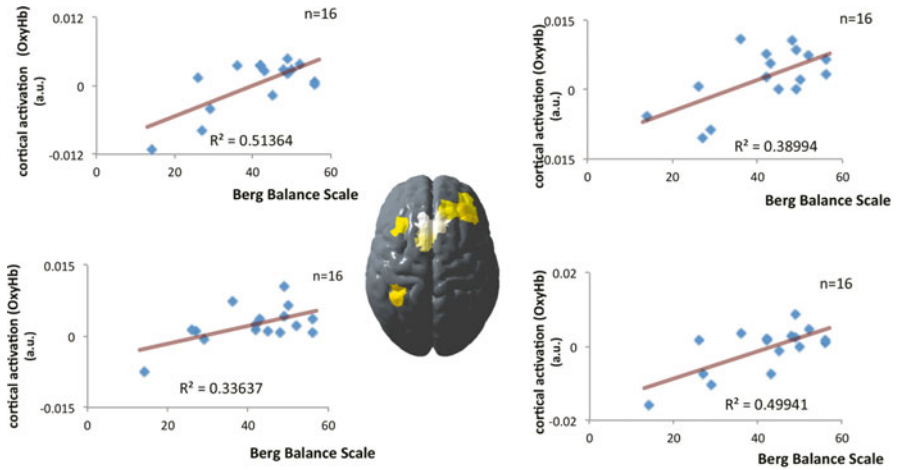 cortical activation (OxyHb)
(a.u.)
0.012
0
-0.012
n=16
R² = 0.51364
0 20 40 60
Berg Balance Scale
cortical activation (OxyHb)
(a.u.)
0.015
0
-0.015
n=16
R² = 0.38994
0 20 40 60
Berg Balance Scale
cortical activation (OxyHb)
(a.u.)
0.015
0
-0.015
n=16
R² = 0.33637
0 20 40 60
Berg Balance Scale
cortical activation (OxyHb)
(a.u.)
0.02
0
-0.02
n=16
R² = 0.49941
0 20 40 60
Berg Balance Scale